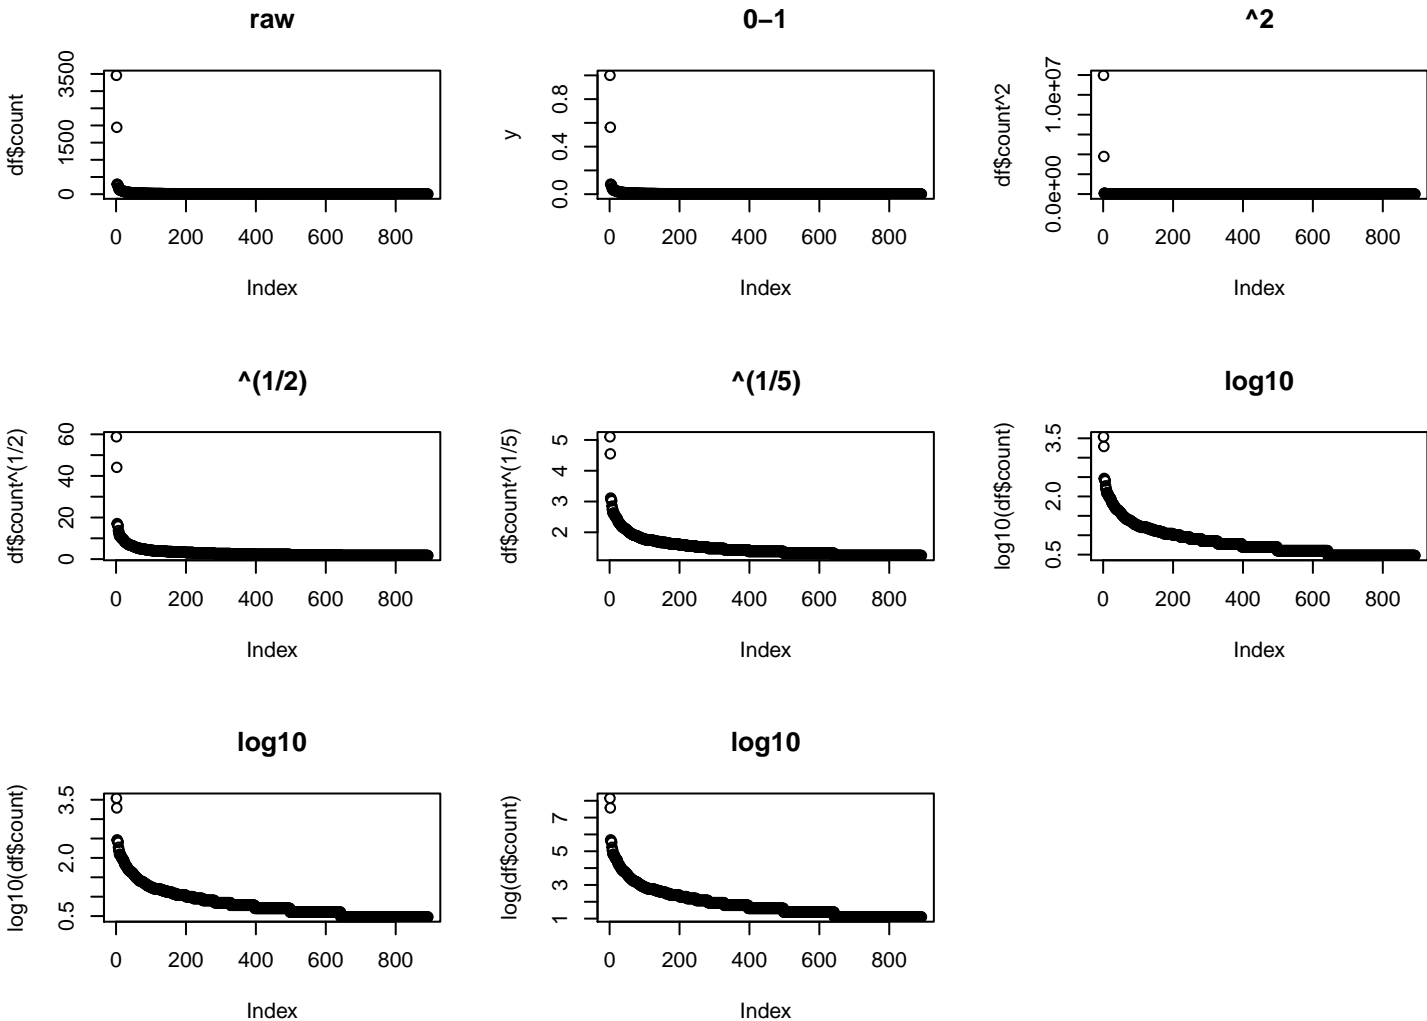 raw
df$count
0 1500 3500
0 200 400 600 800
Index
0–1
y
0.0 0.4 0.8
0 200 400 600 800
Index
^2
df$count^2
0.0e+00 1.0e+07
0 200 400 600 800
Index
^(1/2)
df$count^(1/2)
0 20 40 60
0 200 400 600 800
Index
^(1/5)
df$count^(1/5)
2 3 4 5
0 200 400 600 800
Index
log10
log10(df$count)
0.5 2.0 3.5
0 200 400 600 800
Index
log10
log10(df$count)
0.5 2.0 3.5
0 200 400 600 800
Index
log10
log(df$count)
1 3 5 7
0 200 400 600 800
Index